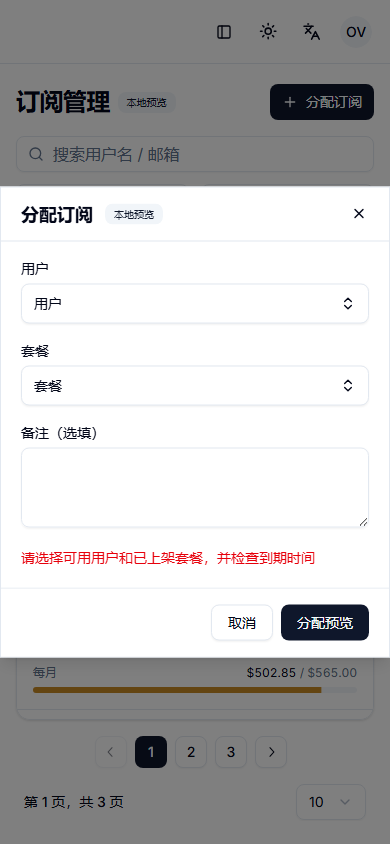 OV
订阅管理 本地预览
分配订阅
搜索用户名 / 邮箱
分配订阅 本地预览
用户
用户
套餐
套餐
备注（选填）
请选择可用用户和已上架套餐，并检查到期时间
取消 分配预览
每月 $502.85 / $565.00
1 2 3
第 1 页，共 3 页 10